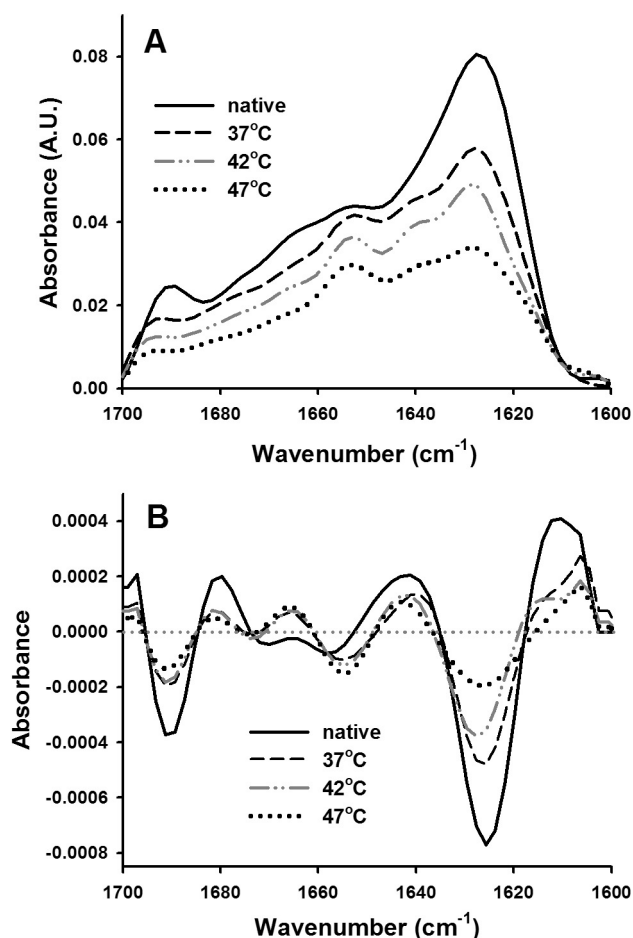 A
native
37°C
42°C
47°C
Absorbance (A.U.)
0.08
0.06
0.04
0.02
0.00
1700 1680 1660 1640 1620 1600
Wavenumber (cm⁻¹)
B
0.0004
0.0002
0.0000
-0.0002
-0.0004
-0.0006
-0.0008
Absorbance
native
37°C
42°C
47°C
1700 1680 1660 1640 1620 1600
Wavenumber (cm⁻¹)